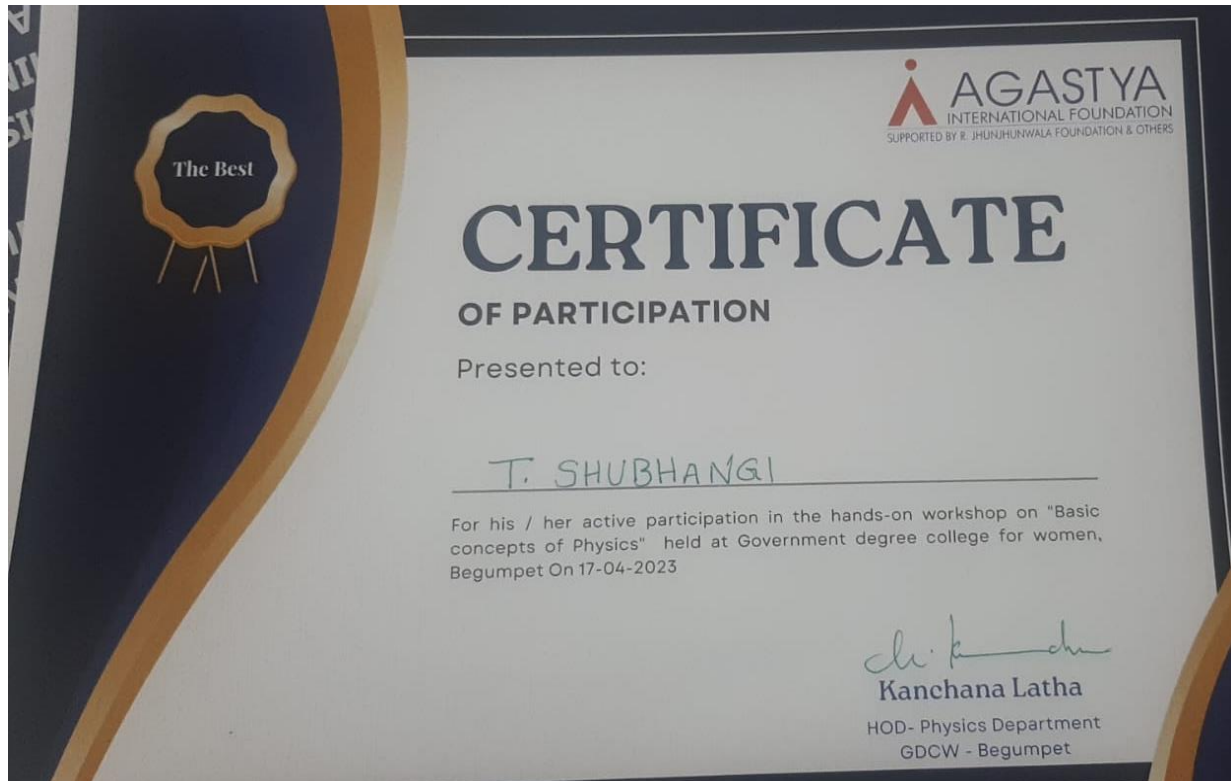 The Best
AGASTYA
INTERNATIONAL FOUNDATION
SUPPORTED BY R. JHUNJHUNWALA FOUNDATION & OTHERS
CERTIFICATE
OF PARTICIPATION
Presented to:
T. SHUBHANGI
For his / her active participation in the hands-on workshop on "Basic
concepts of Physics" held at Government degree college for women,
Begumpet On 17-04-2023
Kanchana Latha
HOD- Physics Department
GDCW - Begumpet